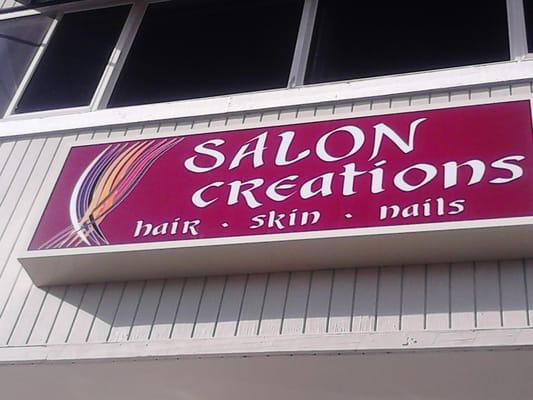 SALON
CReations
haiR · skin · nails